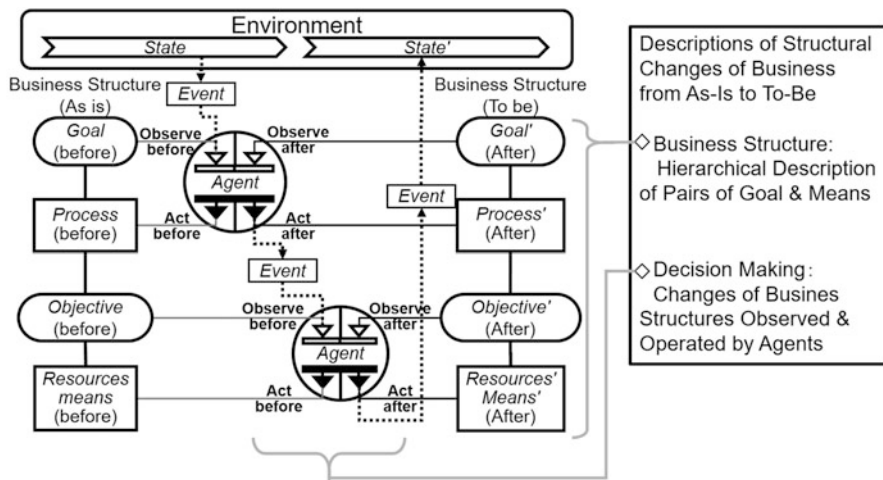 Environment
State
State'
Business Structure
(As is)
Event
Business Structure
(To be)
Goal
(before)
Observe
before
Observe
after
Goal'
(After)
Agent
Event
Process
(before)
Act
before
Act
after
Process'
(After)
Event
Objective
(before)
Observe
before
Observe
after
Objective'
(After)
Agent
Resources
means
(before)
Act
before
Act
after
Resources'
Means'
(After)
Descriptions of Structural
Changes of Business
from As-Is to To-Be
Business Structure:
Hierarchical Description
of Pairs of Goal & Means
Decision Making:
Changes of Busines
Structures Observed &
Operated by Agents